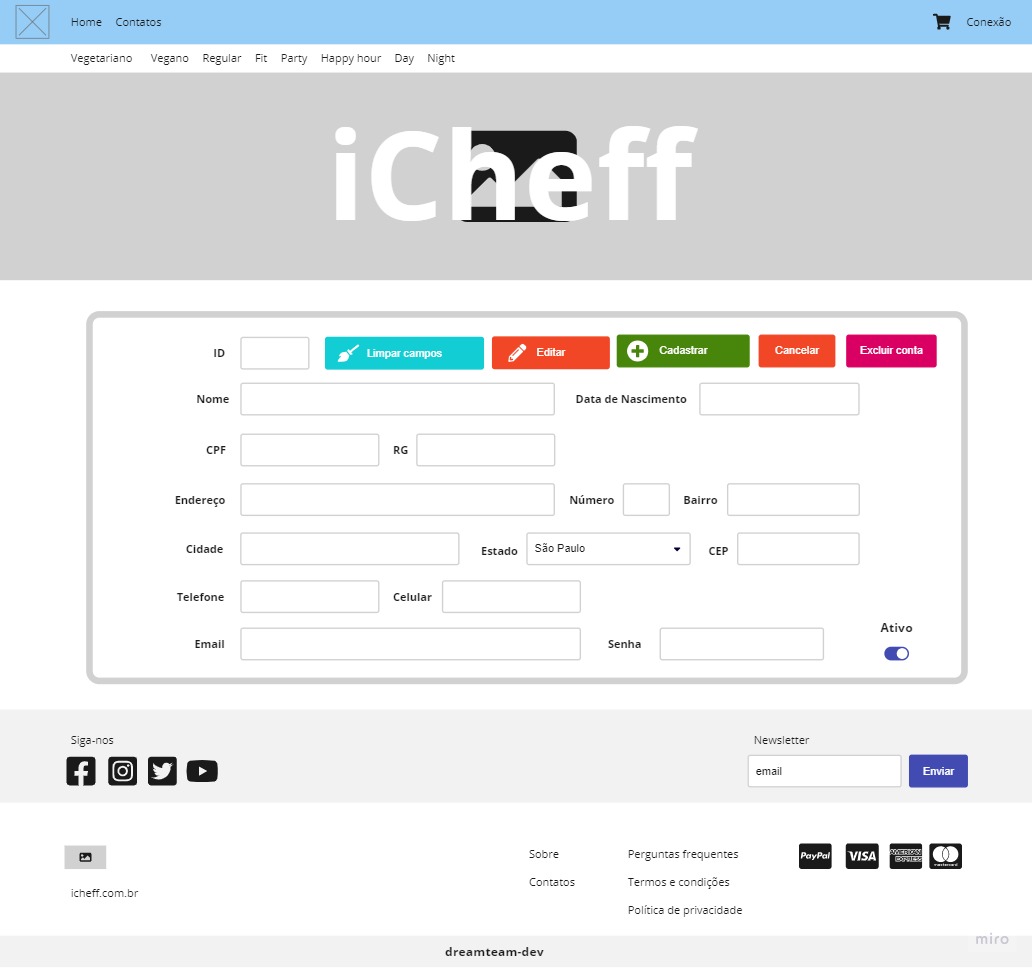 Home Contatos Conexão
Vegetariano Vegano Regular Fit Party Happy hour Day Night
iCheff
ID Limpar campos Editar Cadastrar Cancelar Excluir conta
Nome Data de Nascimento
CPF RG
Endereço Número Bairro
Cidade Estado São Paulo CEP
Telefone Celular
Email Senha Ativo
Siga-nos Newsletter
email Enviar
Sobre Perguntas frequentes PayPal VISA AMERICAN EXPRESS mastercard
Contatos Termos e condições
icheff.com.br
Política de privacidade
dreamteam-dev
miro